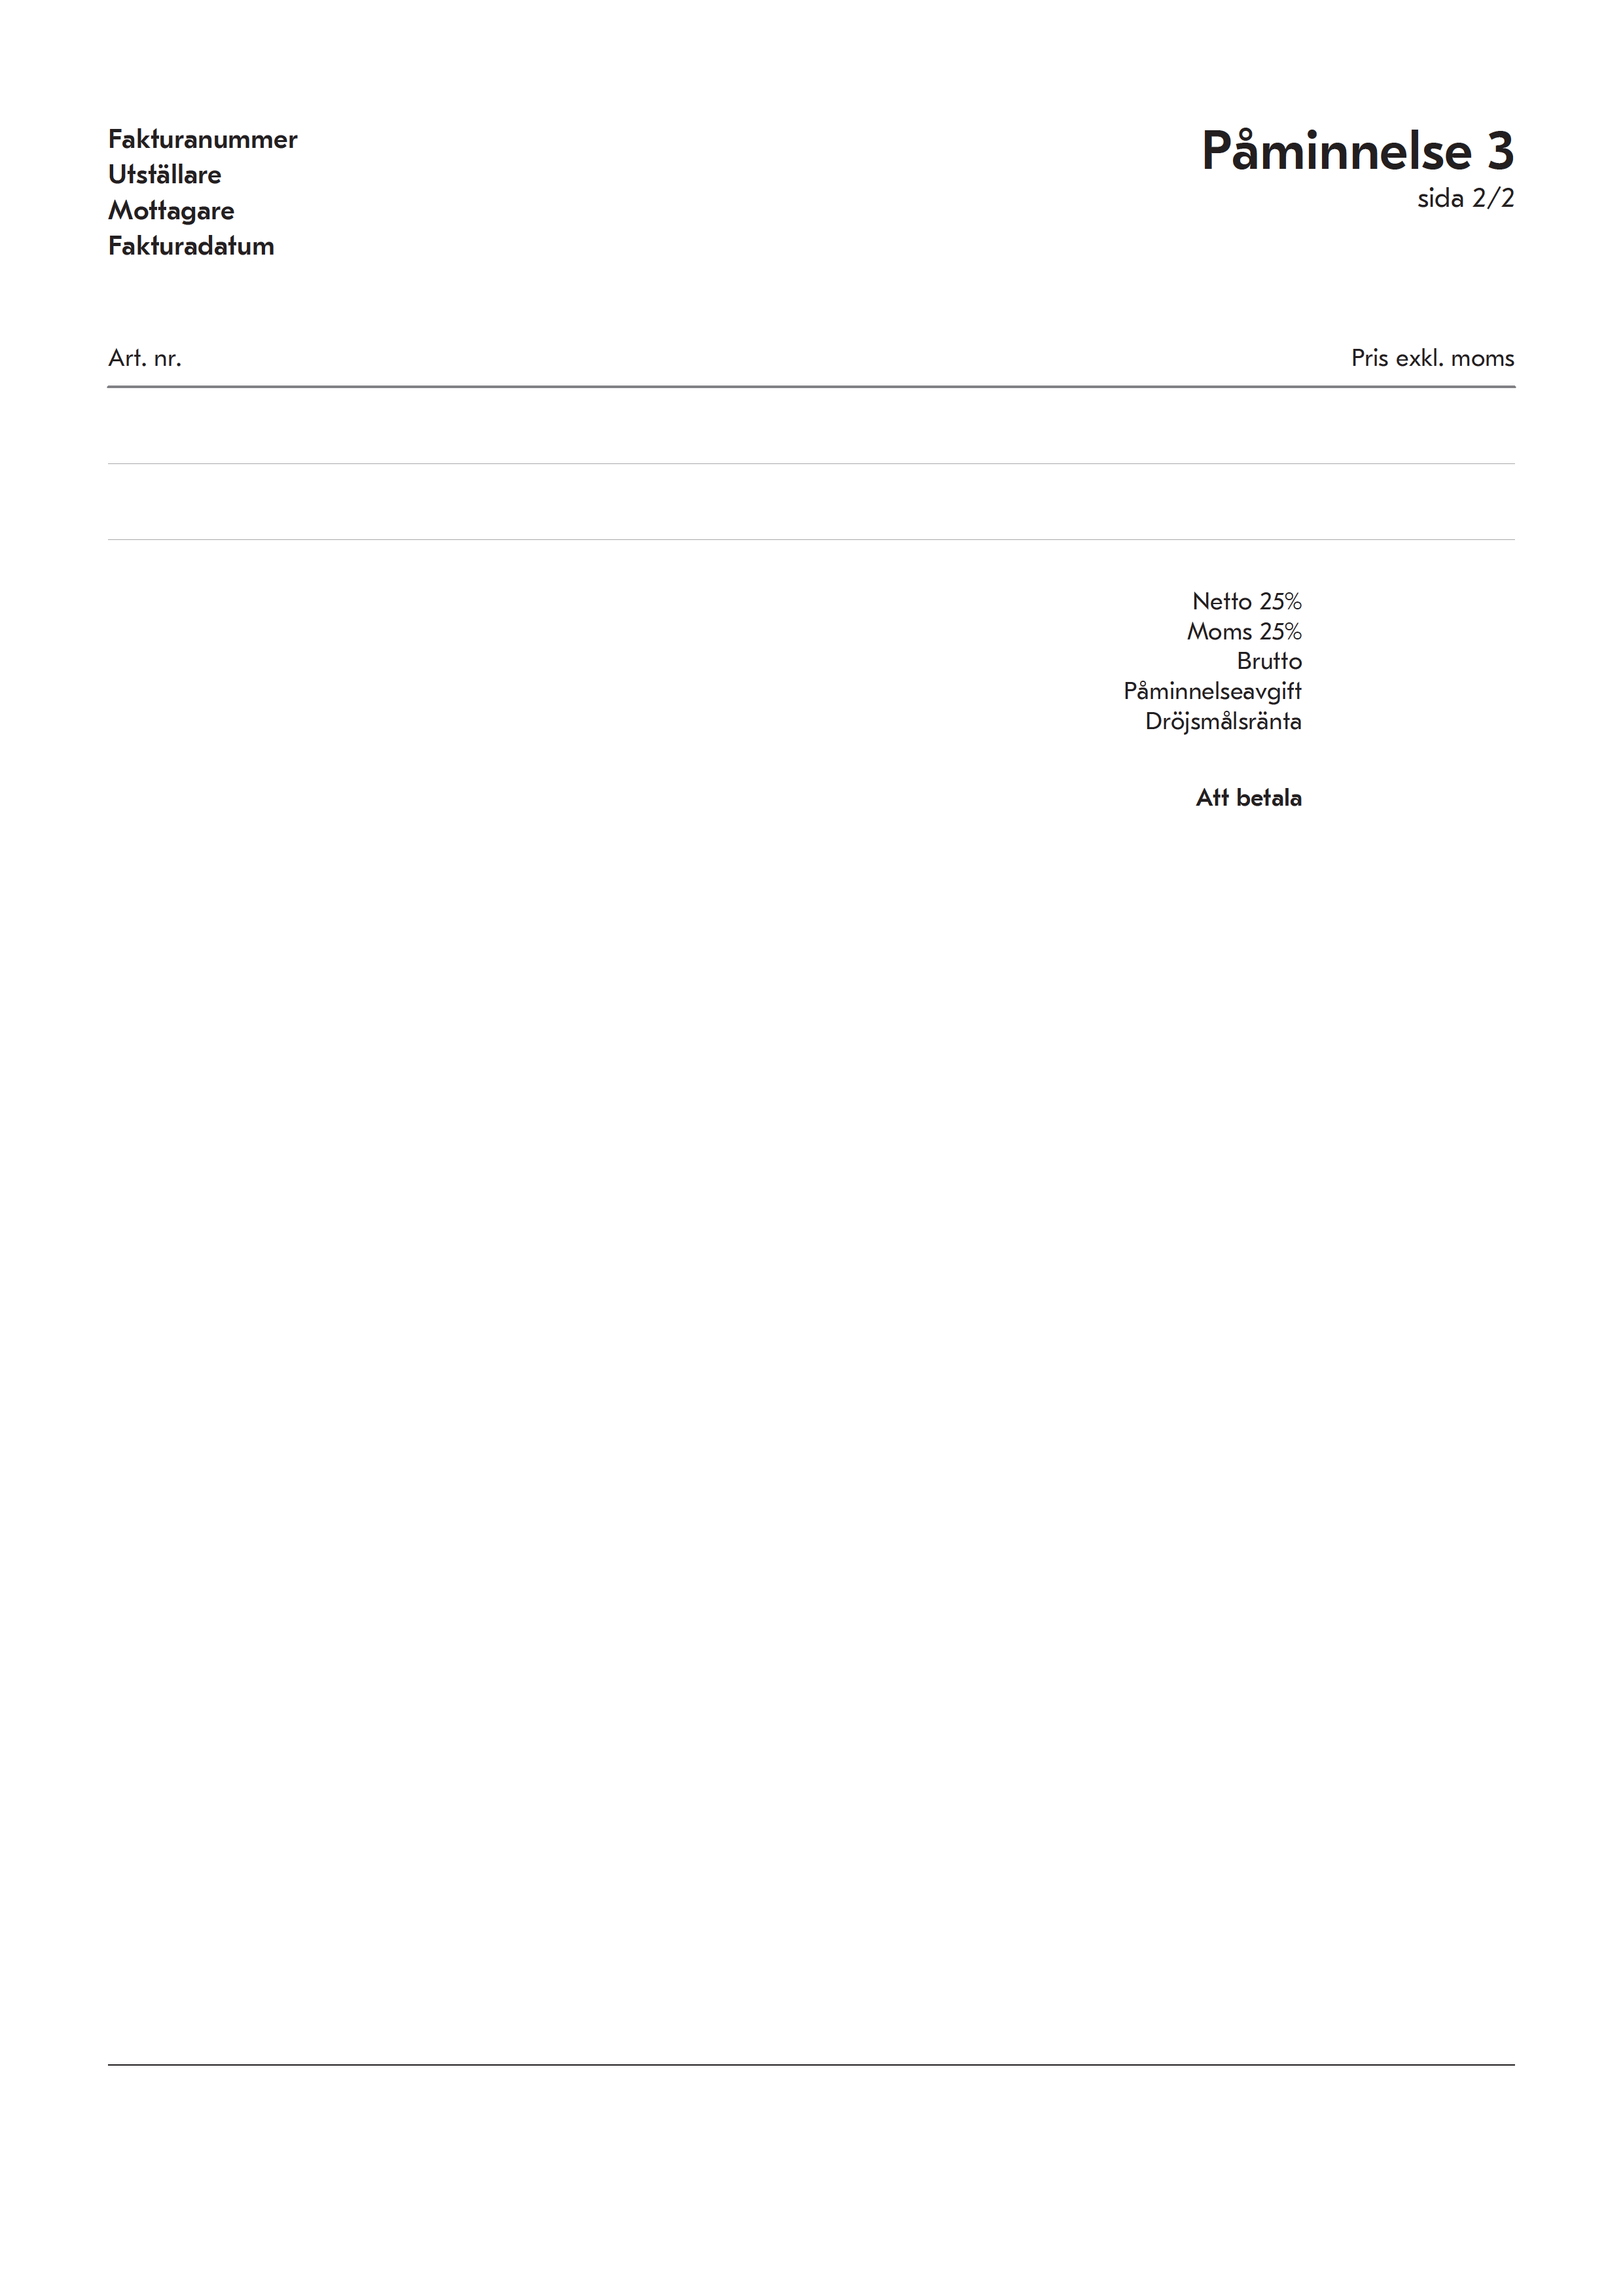 Fakturanummer
Utställare
Mottagare
Fakturadatum
Påminnelse 3
sida 2/2
Art. nr. Pris exkl. moms
Netto 25%
Moms 25%
Brutto
Påminnelseavgift
Dröjsmålsränta
Att betala